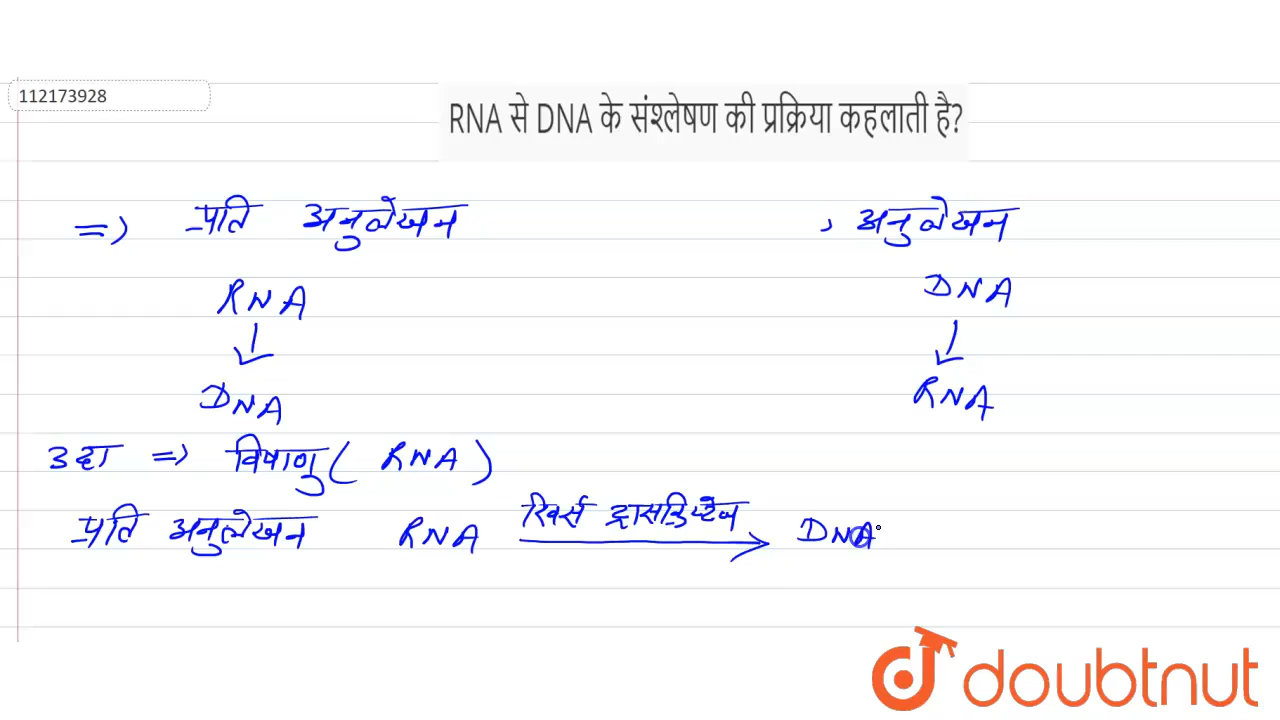 112173928
RNA से DNA के संश्लेषण की प्रक्रिया कहलाती है?
=> प्रति अनुलेखन , अनुलेखन
RNA DNA
↓ ↓
DNA RNA
उदा => विषाणु ( RNA )
रिवर्स ट्रांसक्रिप्टेज
प्रति अनुलेखन RNA → DNA
doubtnut